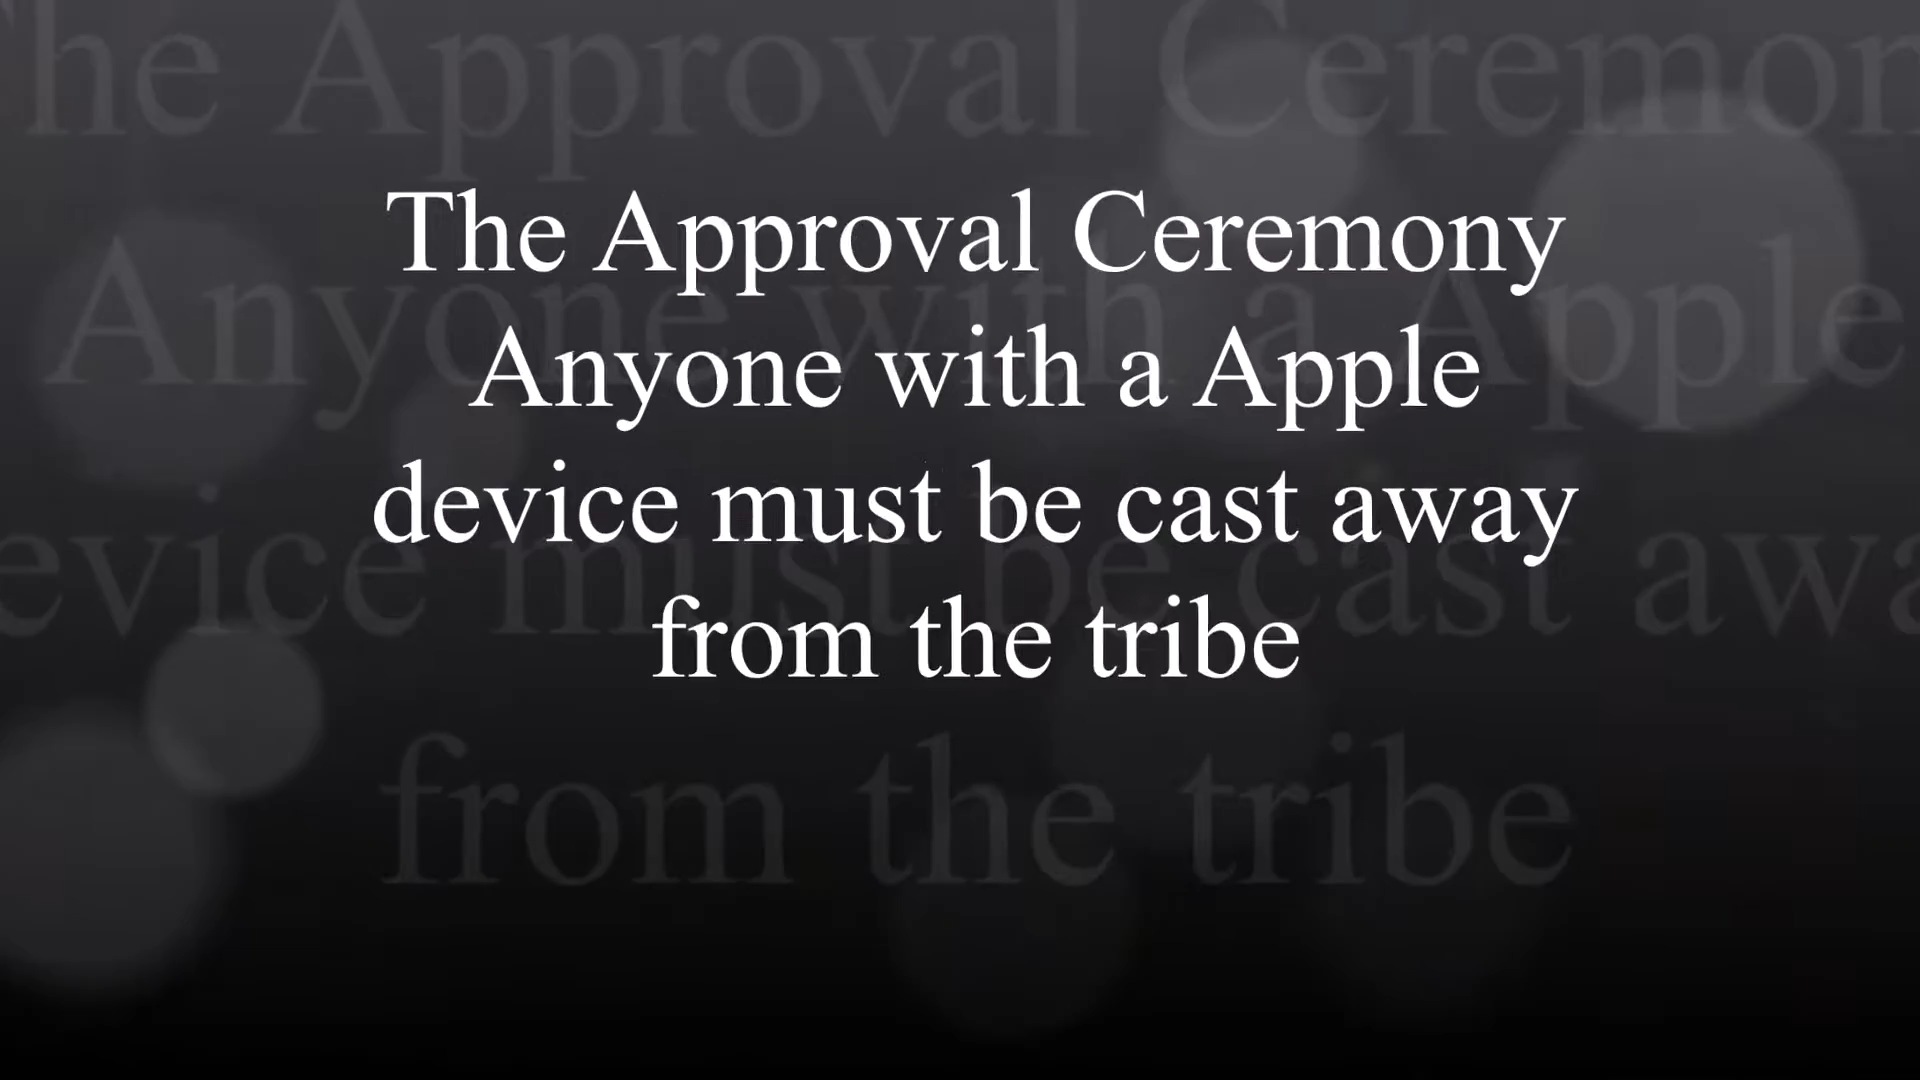 The Approval Ceremony
Anyone with a Apple
device must be cast away
from the tribe